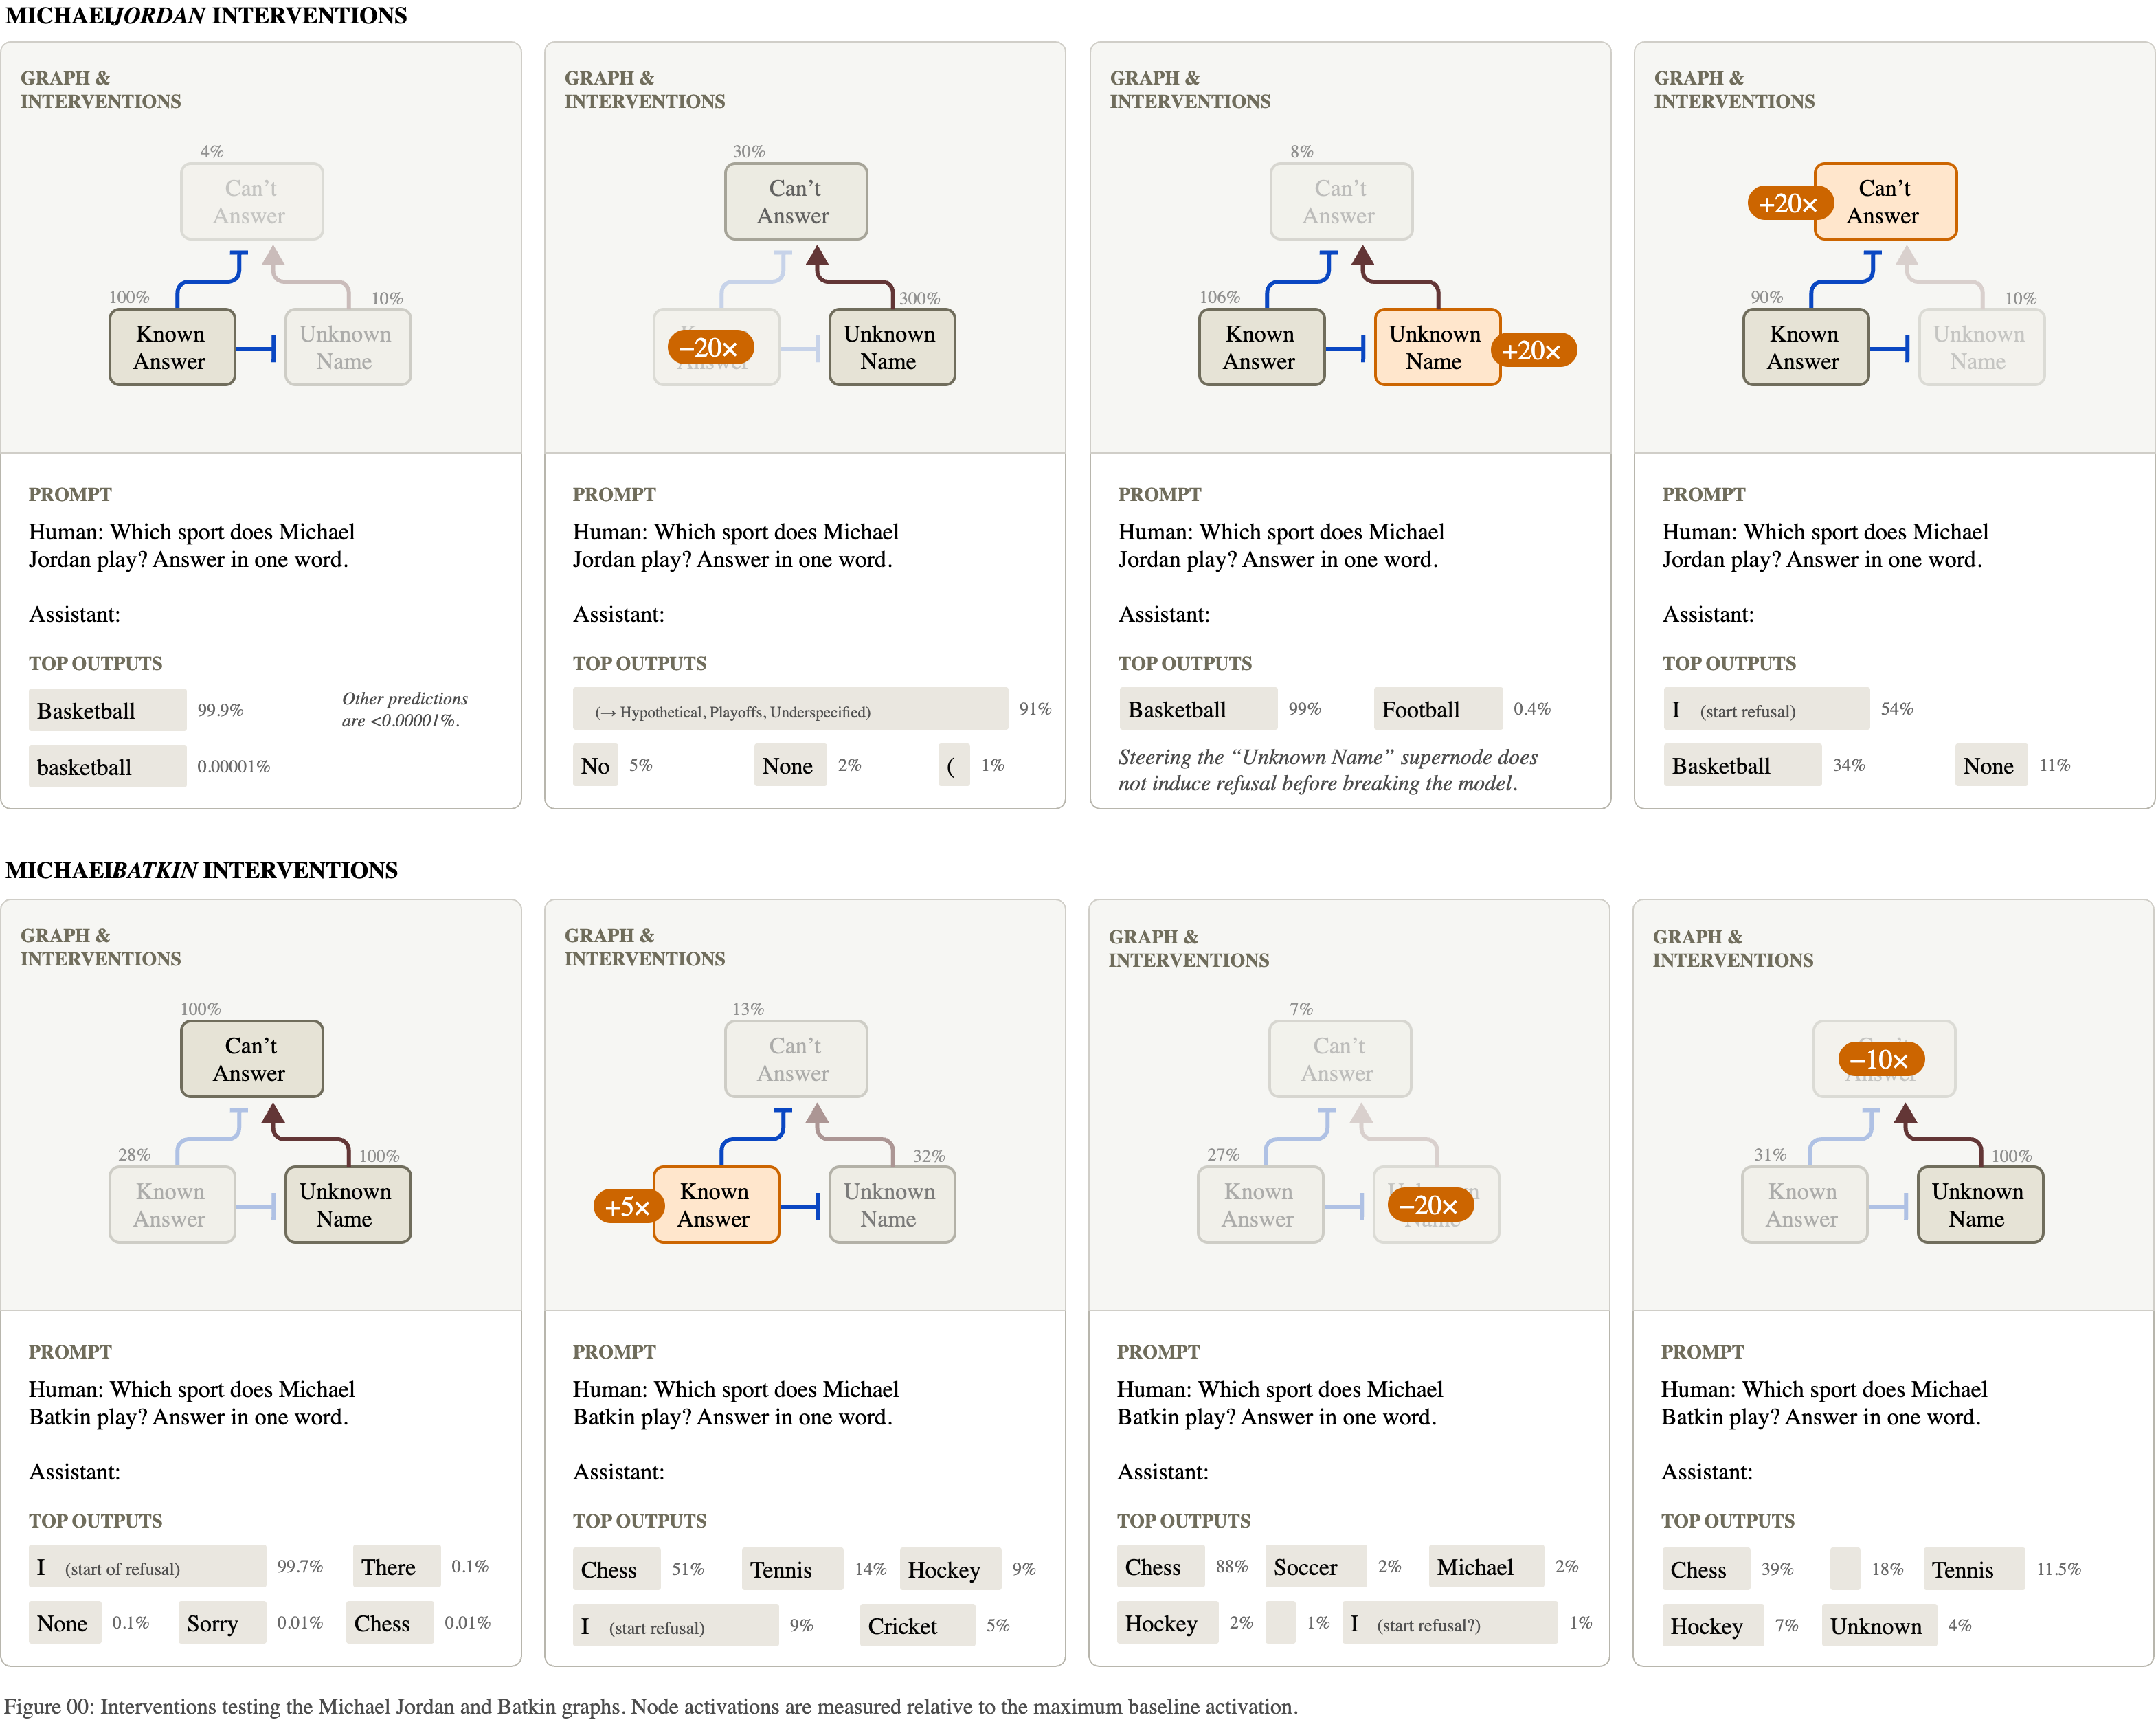 MICHAEL JORDAN INTERVENTIONS
GRAPH &
INTERVENTIONS
4%
Can't
Answer
100%
10%
Known
Answer
Unknown
Name
PROMPT
Human: Which sport does Michael
Jordan play? Answer in one word.
Assistant:
TOP OUTPUTS
Basketball 99.9%
Other predictions
are <0.00001%.
basketball 0.00001%
GRAPH &
INTERVENTIONS
30%
Can't
Answer
300%
−20×
Answer
Unknown
Name
PROMPT
Human: Which sport does Michael
Jordan play? Answer in one word.
Assistant:
TOP OUTPUTS
(→ Hypothetical, Playoffs, Underspecified) 91%
No 5% None 2% ( 1%
GRAPH &
INTERVENTIONS
8%
Can't
Answer
106%
Known
Answer
Unknown
Name
+20×
PROMPT
Human: Which sport does Michael
Jordan play? Answer in one word.
Assistant:
TOP OUTPUTS
Basketball 99% Football 0.4%
Steering the “Unknown Name” supernode does
not induce refusal before breaking the model.
GRAPH &
INTERVENTIONS
+20×
Can't
Answer
90%
10%
Known
Answer
Unknown
Name
PROMPT
Human: Which sport does Michael
Jordan play? Answer in one word.
Assistant:
TOP OUTPUTS
I (start refusal) 54%
Basketball 34% None 11%
MICHAEL BATKIN INTERVENTIONS
GRAPH &
INTERVENTIONS
100%
Can't
Answer
28%
100%
Known
Answer
Unknown
Name
PROMPT
Human: Which sport does Michael
Batkin play? Answer in one word.
Assistant:
TOP OUTPUTS
I (start of refusal) 99.7% There 0.1%
None 0.1% Sorry 0.01% Chess 0.01%
GRAPH &
INTERVENTIONS
13%
Can't
Answer
32%
+5×
Known
Answer
Unknown
Name
PROMPT
Human: Which sport does Michael
Batkin play? Answer in one word.
Assistant:
TOP OUTPUTS
Chess 51% Tennis 14% Hockey 9%
I (start refusal) 9% Cricket 5%
GRAPH &
INTERVENTIONS
7%
Can't
Answer
27%
Known
Answer
−20×
PROMPT
Human: Which sport does Michael
Batkin play? Answer in one word.
Assistant:
TOP OUTPUTS
Chess 88% Soccer 2% Michael 2%
Hockey 2% 1% I (start refusal?) 1%
GRAPH &
INTERVENTIONS
−10×
31%
100%
Known
Answer
Unknown
Name
PROMPT
Human: Which sport does Michael
Batkin play? Answer in one word.
Assistant:
TOP OUTPUTS
Chess 39% 18% Tennis 11.5%
Hockey 7% Unknown 4%
Figure 00: Interventions testing the Michael Jordan and Batkin graphs. Node activations are measured relative to the maximum baseline activation.